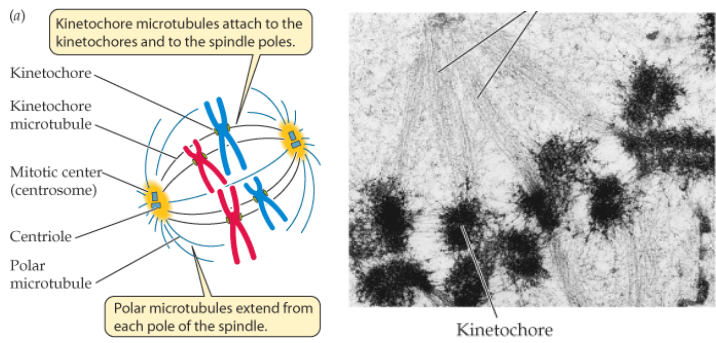 (a)
Kinetochore microtubules attach to the
kinetochores and to the spindle poles.
Kinetochore
Kinetochore
microtubule
Mitotic center
(centrosome)
Centriole
Polar
microtubule
Polar microtubules extend from
each pole of the spindle.
Kinetochore